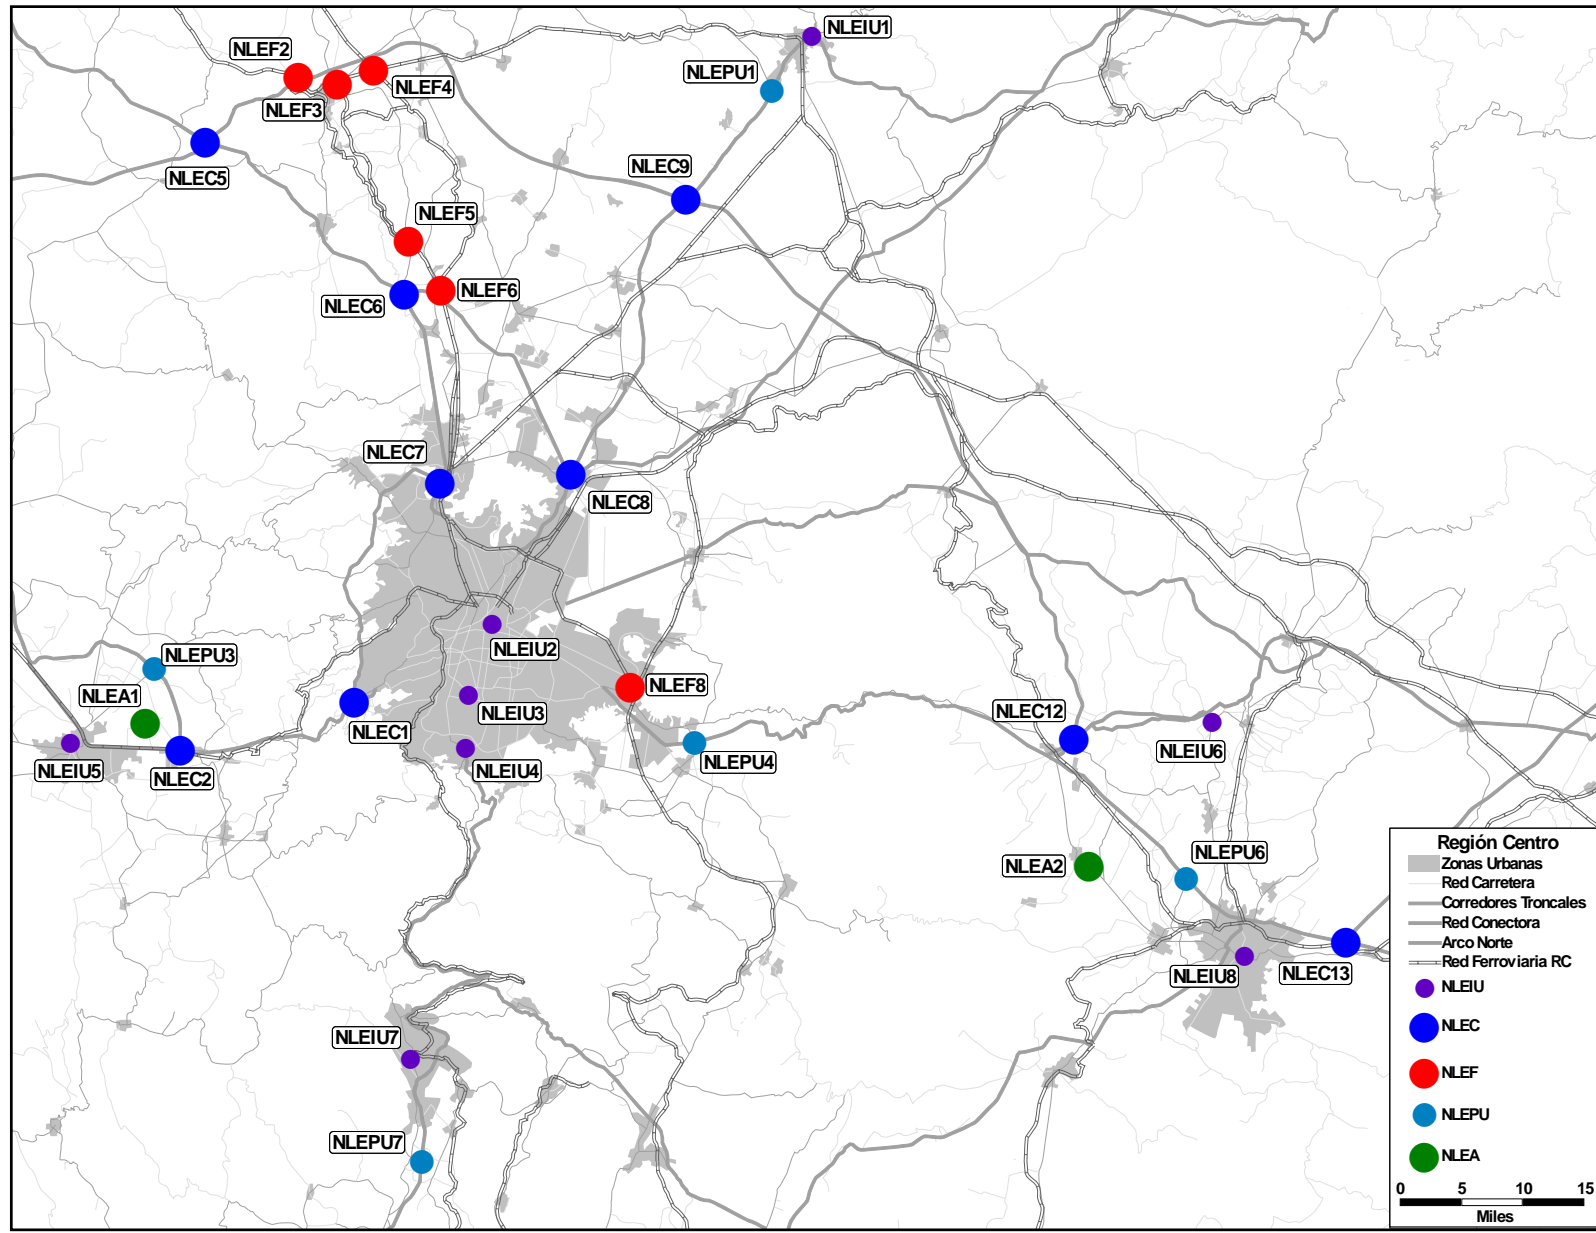 NLEIU1
NLEF2
NLEPU1
NLEF4
NLEF3
NLEC9
NLEC5
NLEF5
NLEF6
NLEC6
NLEC7
NLEC8
NLEIU2
NLEPU3
NLEF8
NLEA1
NLEIU3
NLEC12
NLEC1
NLEIU6
NLEPU4
NLEIU4
NLEIU5
NLEC2
NLEPU6
NLEA2
NLEIU8
NLEC13
NLEIU7
NLEPU7
Región Centro
Zonas Urbanas
Red Carretera
Corredores Troncales
Red Conectora
Arco Norte
Red Ferroviaria RC
NLEIU
NLEC
NLEF
NLEPU
NLEA
0 5 10 15
Miles